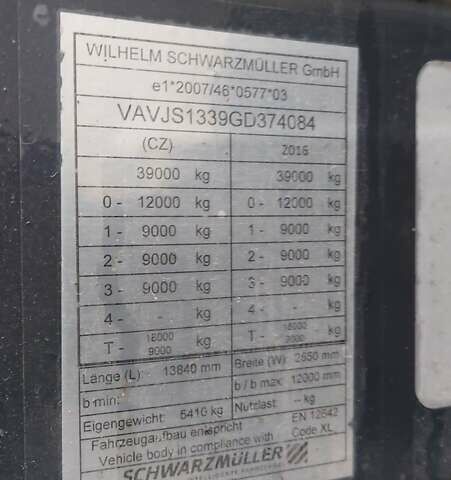 WILHELM SCHWARZMÜLLER GmbH
e1*2007/46*0577*03
VAVJS1339GD374084
(CZ) 2016
39000 kg 39000 kg
0 - 12000 kg 0 - 12000 kg
1 - 9000 kg 1 - 9000 kg
2 - 9000 kg 2 - 9000 kg
3 - 9000 kg 3 - 9000 kg
4 - - kg 4 - - kg
T - 18000 9000 kg T - 18000 kg
Länge (L): 13840 mm Breite (W): 2550 mm
b min: b / b max: 12000 mm
Eigengewicht: 5410 kg Nutzlast: -- kg
Fahrzeugaufbau entspricht EN 12642
Vehicle body in compliance with Code XL
SCHWARZMÜLLER